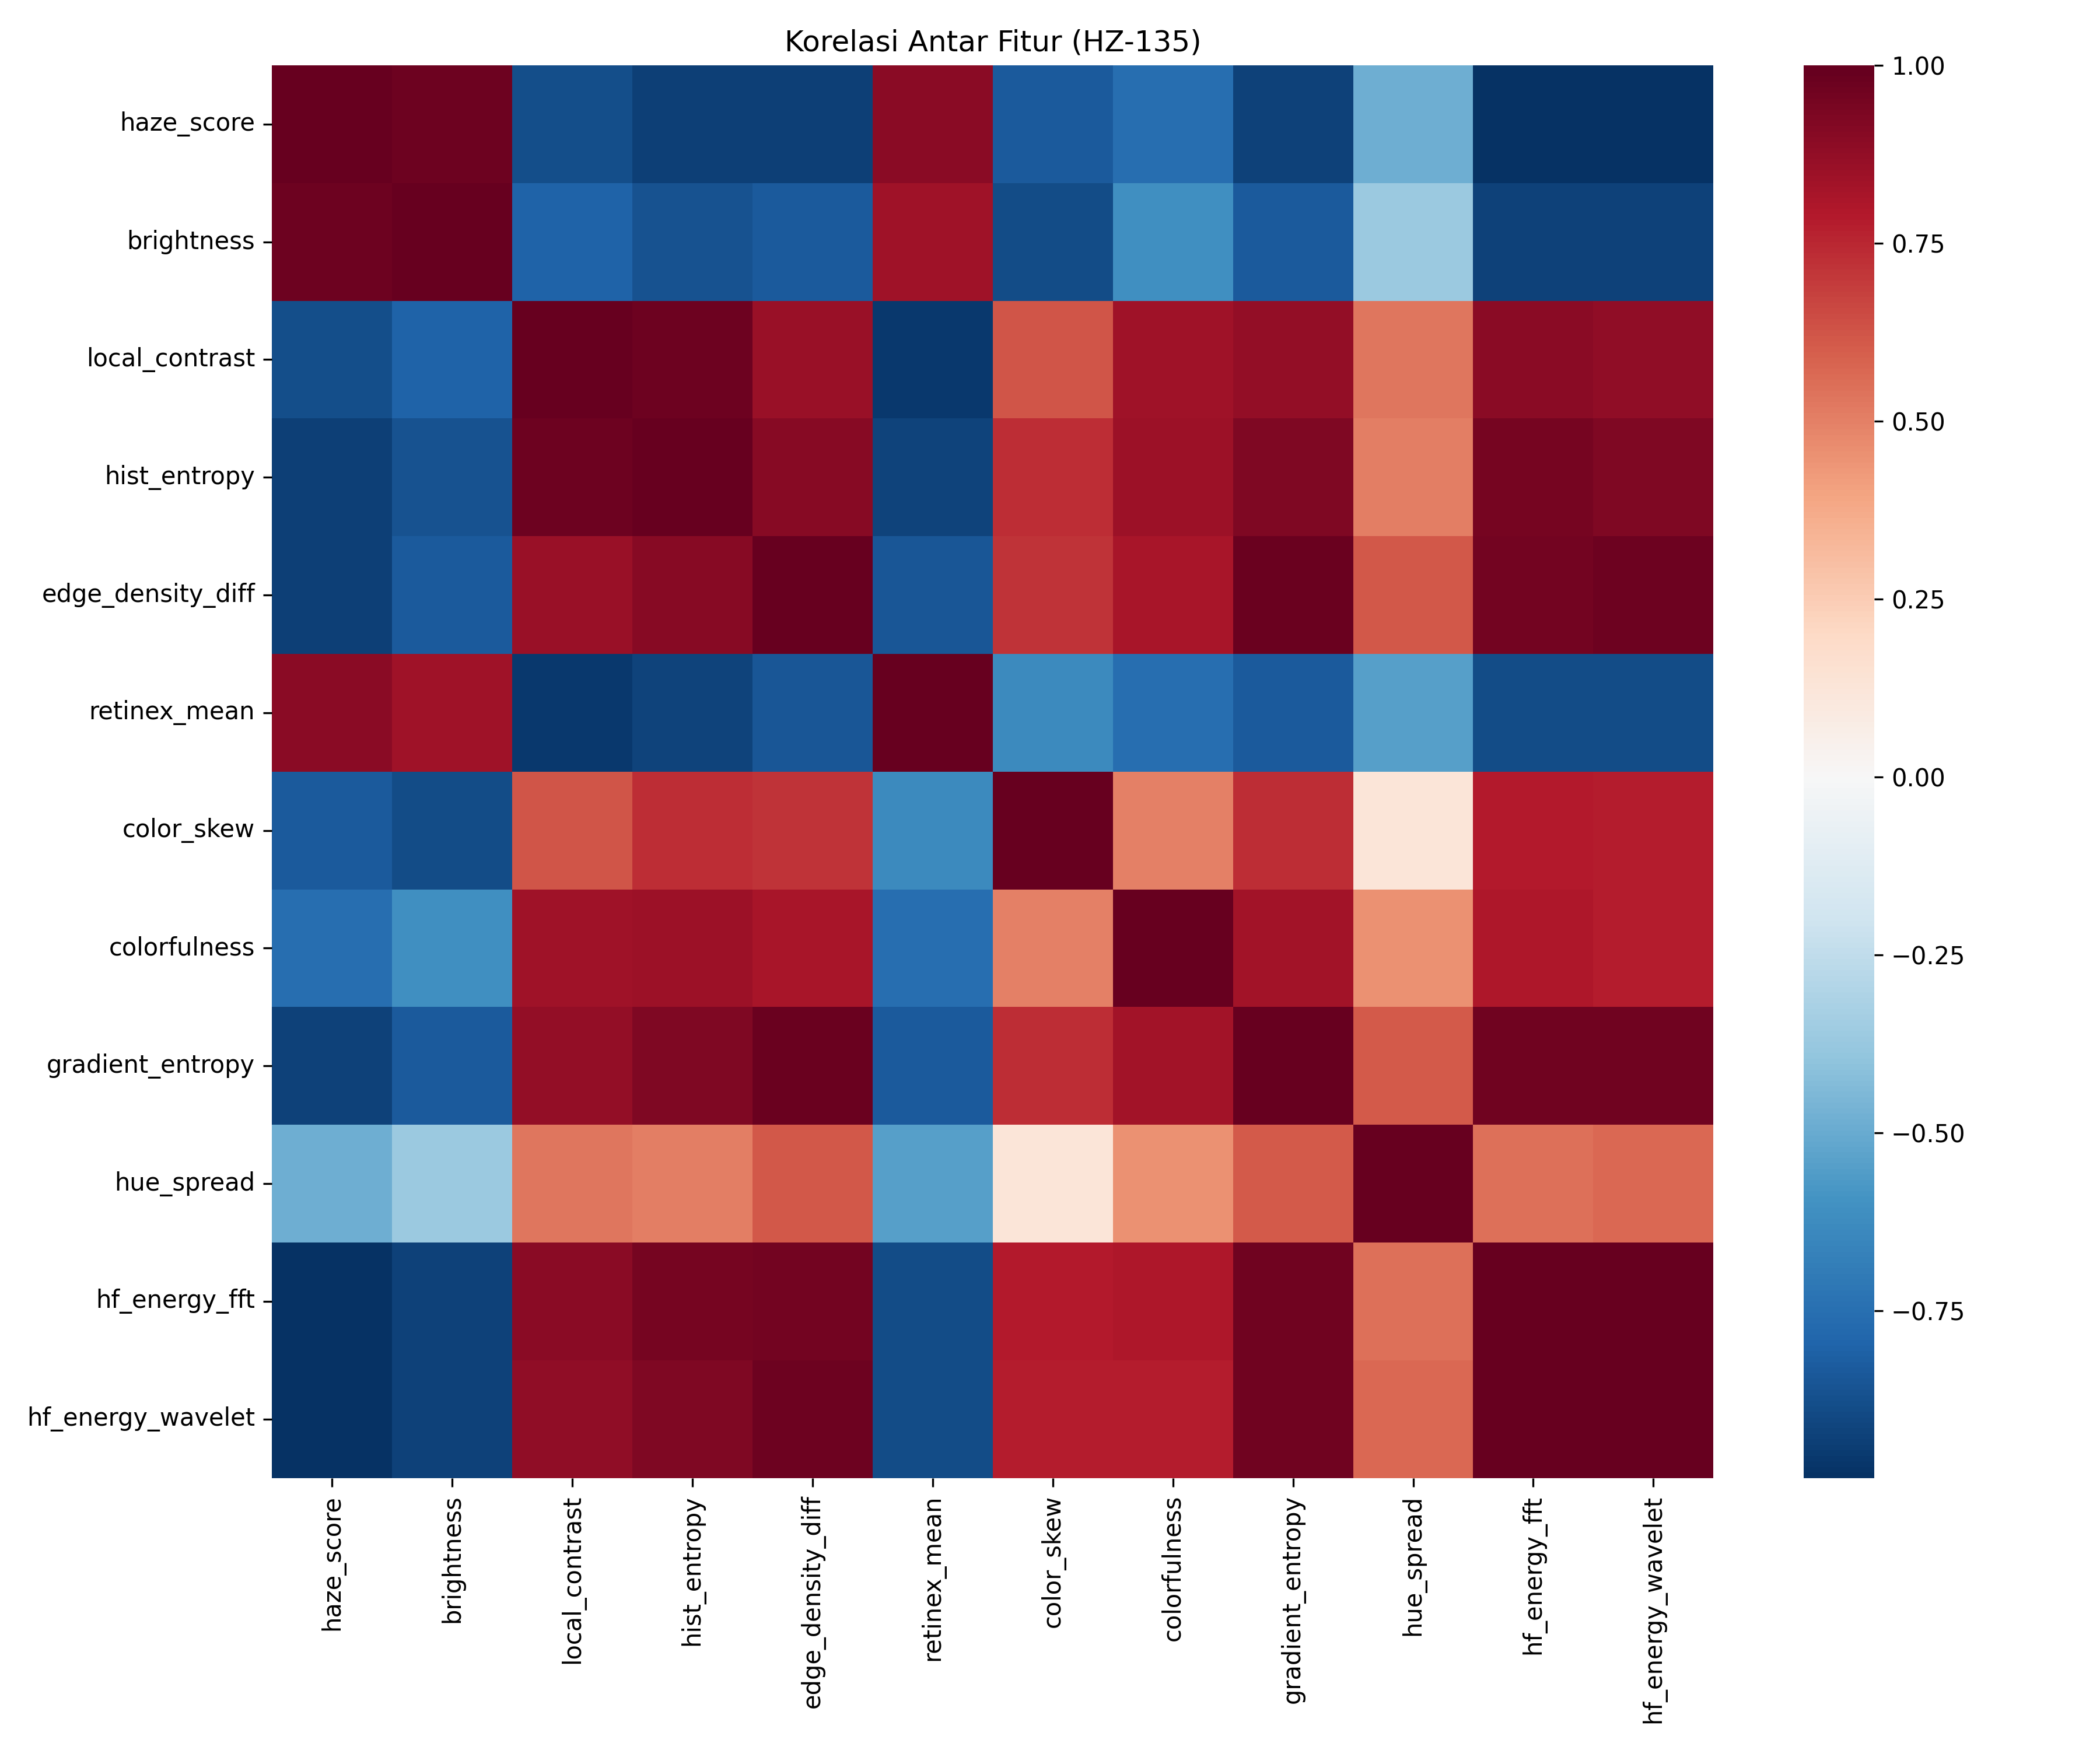 Korelasi Antar Fitur (HZ-135)
haze_score
brightness
local_contrast
hist_entropy
edge_density_diff
retinex_mean
color_skew
colorfulness
gradient_entropy
hue_spread
hf_energy_fft
hf_energy_wavelet
haze_score
brightness
local_contrast
hist_entropy
edge_density_diff
retinex_mean
color_skew
colorfulness
gradient_entropy
hue_spread
hf_energy_fft
hf_energy_wavelet
1.00
0.75
0.50
0.25
0.00
−0.25
−0.50
−0.75